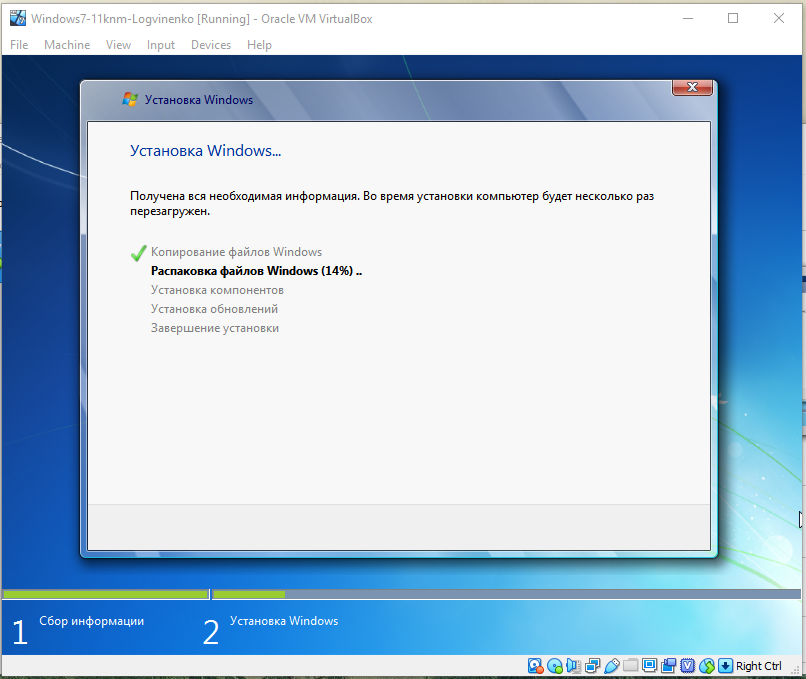 Windows7-11knm-Logvinenko [Running] - Oracle VM VirtualBox
File Machine View Input Devices Help
Установка Windows
Установка Windows...
Получена вся необходимая информация. Во время установки компьютер будет несколько раз
перезагружен.
Копирование файлов Windows
Распаковка файлов Windows (14%) ..
Установка компонентов
Установка обновлений
Завершение установки
1 Сбор информации 2 Установка Windows
Right Ctrl